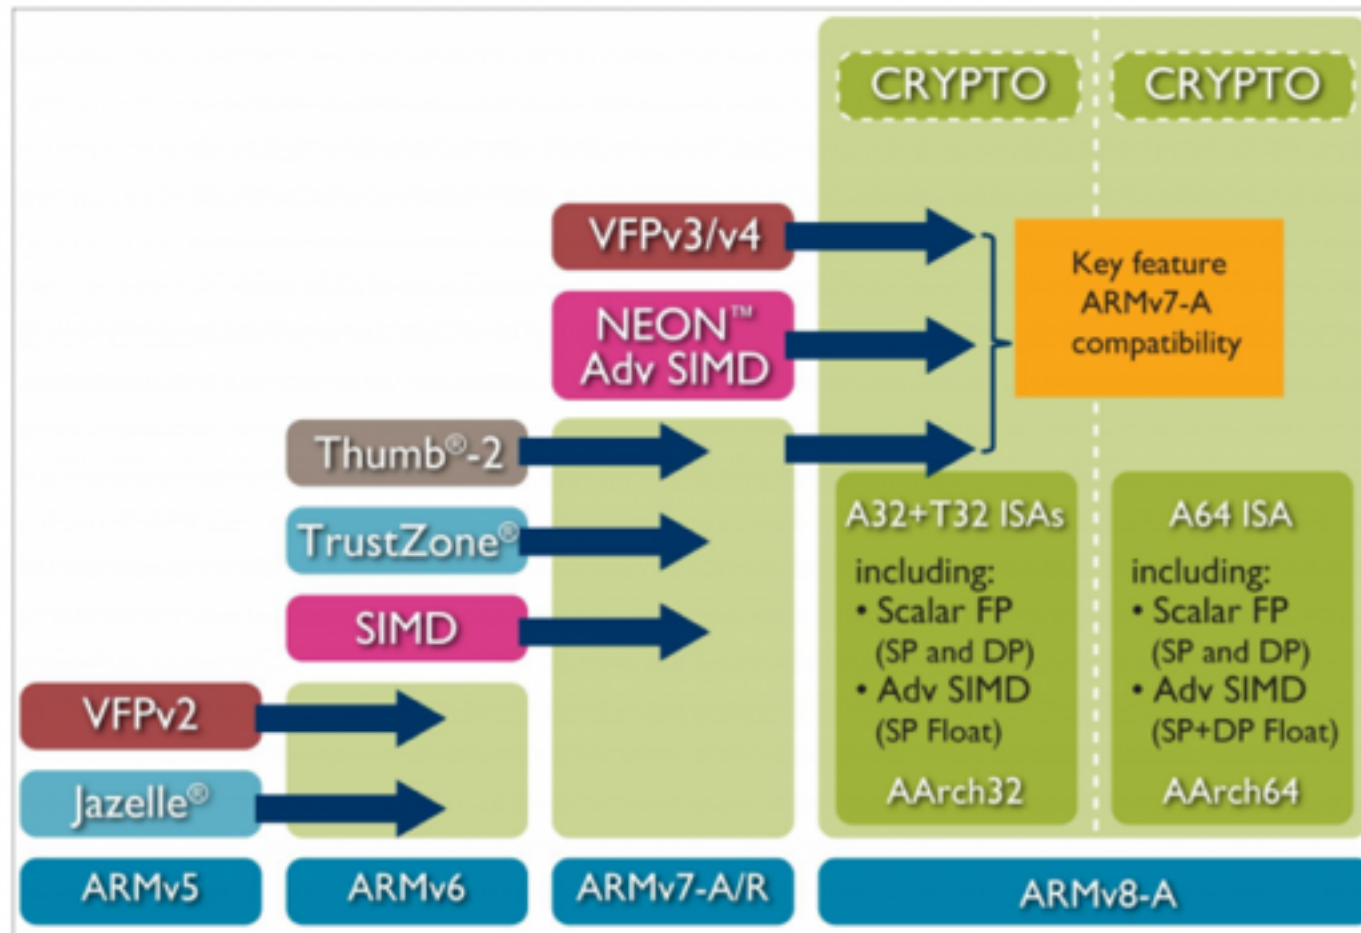 CRYPTO
CRYPTO
VFPv3/v4
Key feature
ARMv7-A
compatibility
NEON™
Adv SIMD
Thumb®-2
TrustZone®
SIMD
A32+T32 ISAs
including:
• Scalar FP
(SP and DP)
• Adv SIMD
(SP Float)
AArch32
A64 ISA
including:
• Scalar FP
(SP and DP)
• Adv SIMD
(SP+DP Float)
AArch64
VFPv2
Jazelle®
ARMv5
ARMv6
ARMv7-A/R
ARMv8-A